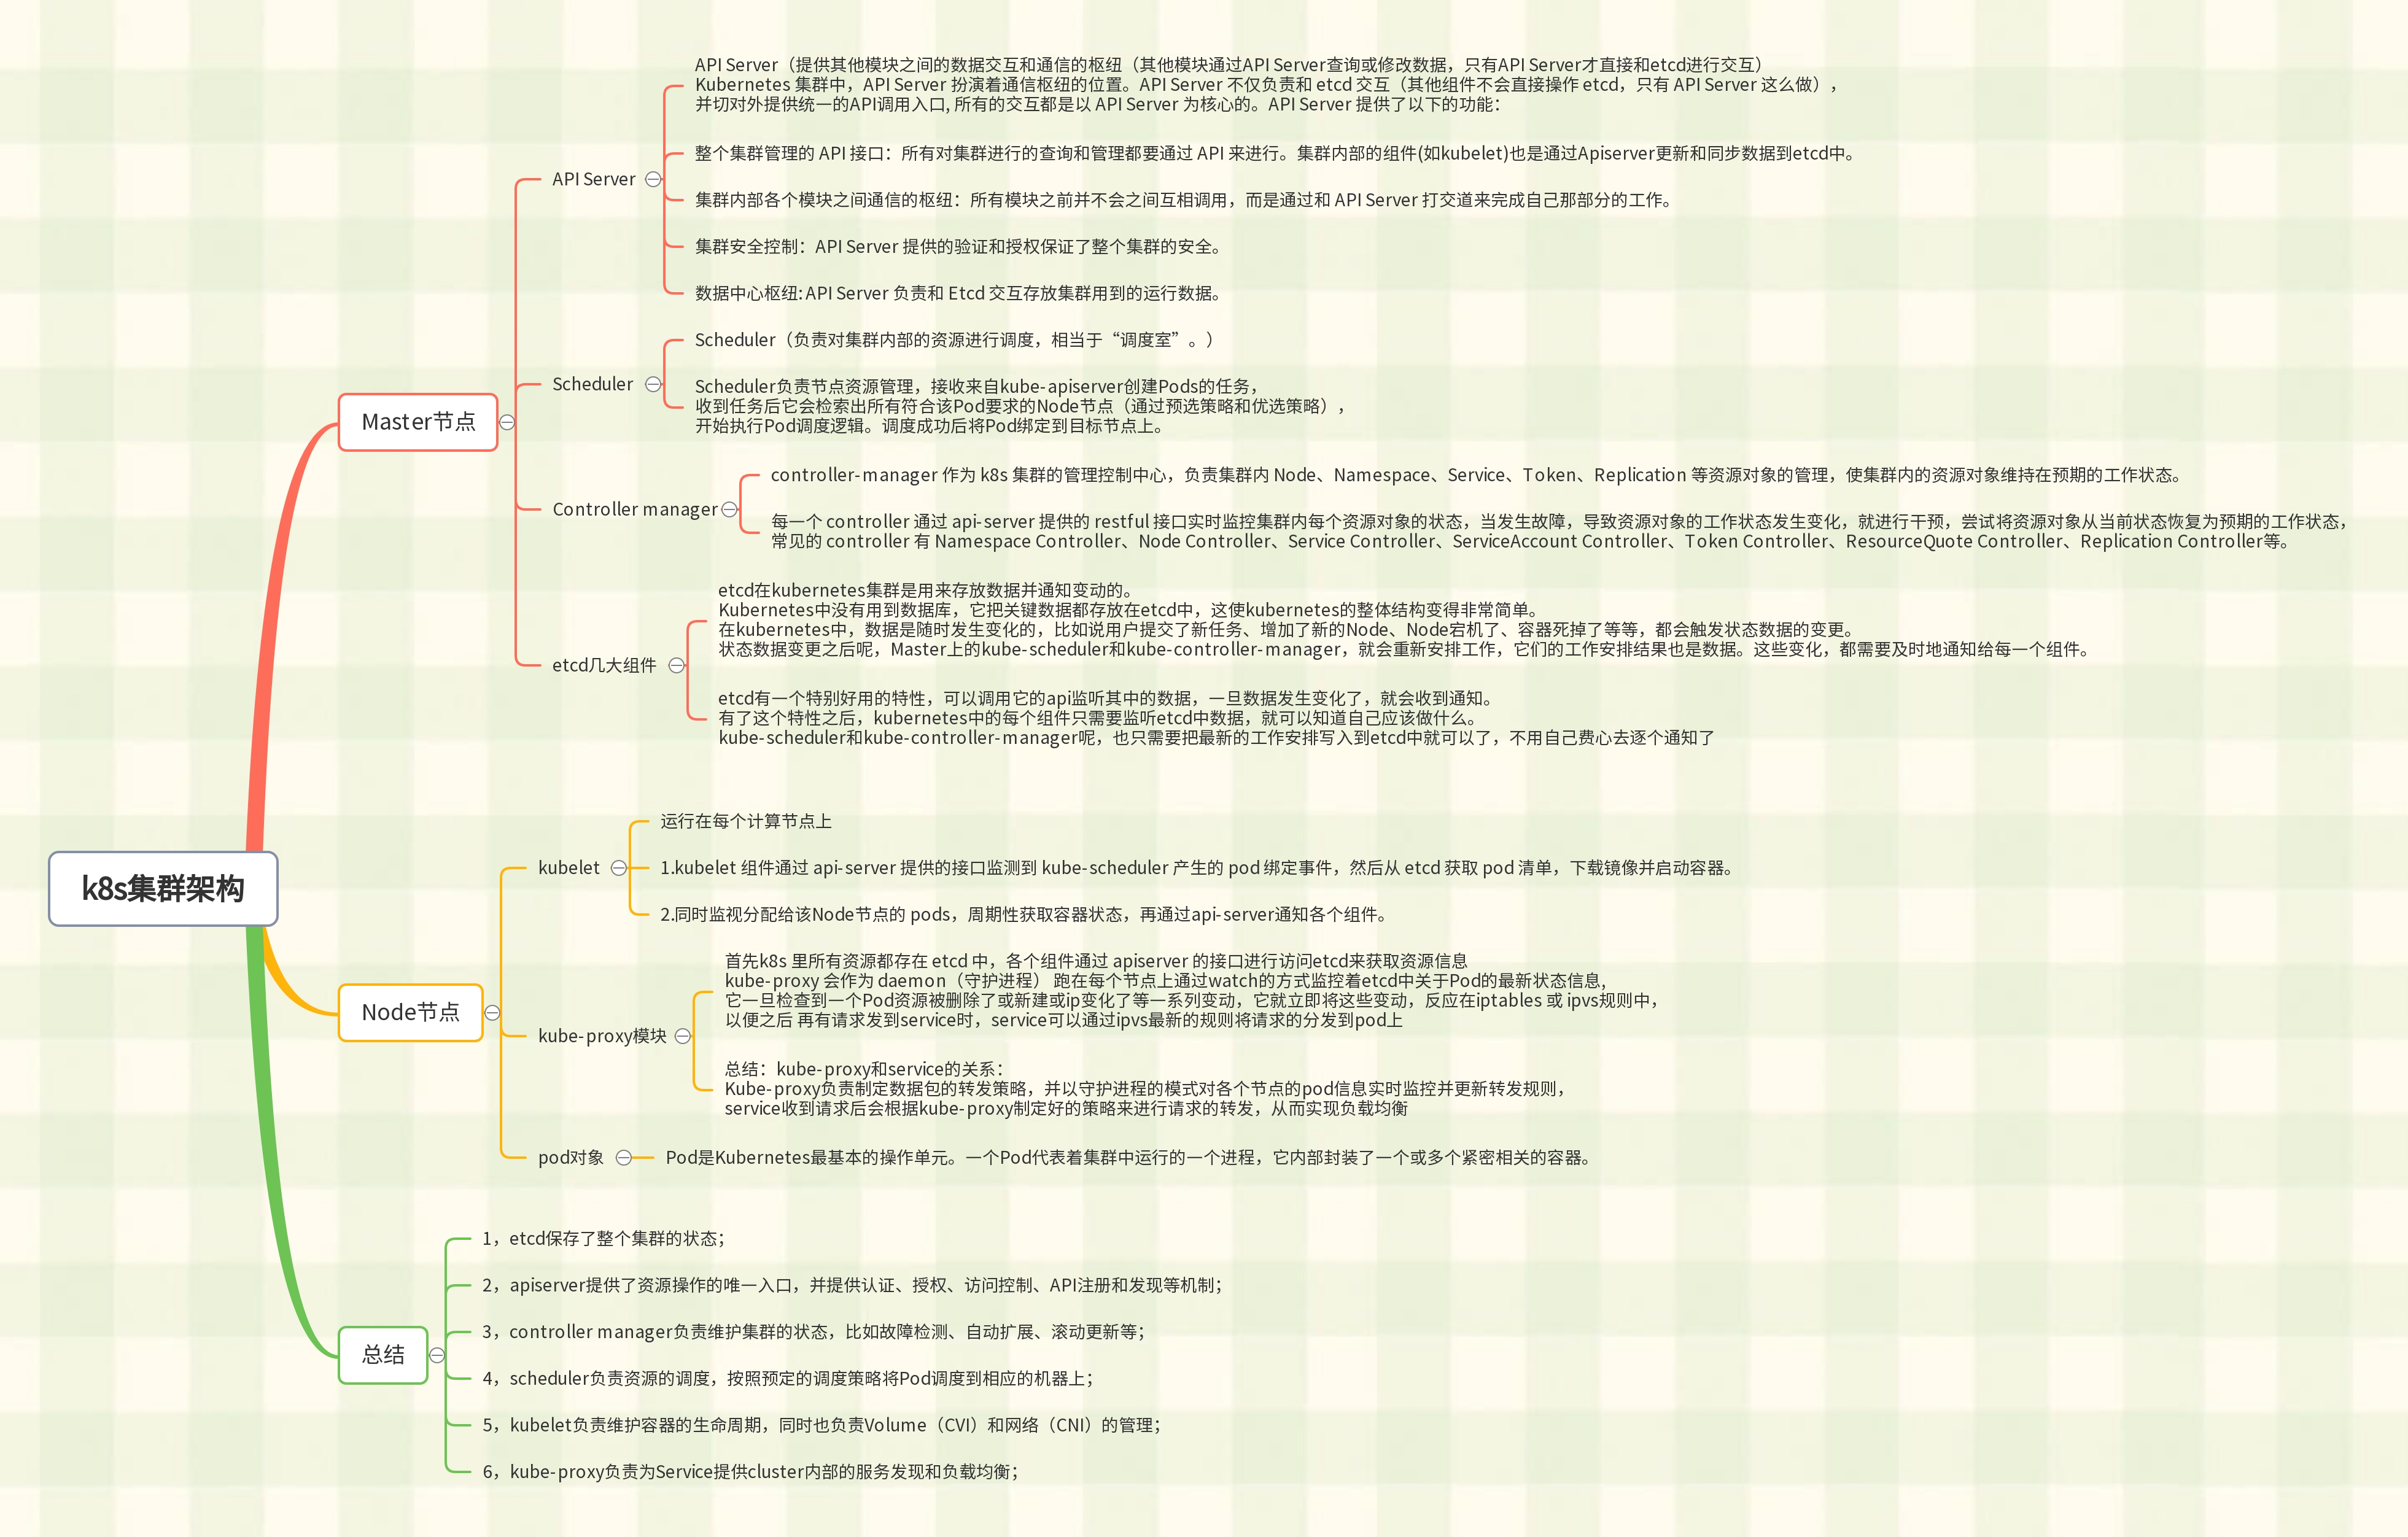 k8s集群架构
Master节点
API Server
API Server（提供其他模块之间的数据交互和通信的枢纽（其他模块通过API Server查询或修改数据，只有API Server才直接和etcd进行交互）
Kubernetes 集群中，API Server 扮演着通信枢纽的位置。API Server 不仅负责和 etcd 交互（其他组件不会直接操作 etcd，只有 API Server 这么做），
并切对外提供统一的API调用入口, 所有的交互都是以 API Server 为核心的。API Server 提供了以下的功能：
整个集群管理的 API 接口：所有对集群进行的查询和管理都要通过 API 来进行。集群内部的组件(如kubelet)也是通过Apiserver更新和同步数据到etcd中。
集群内部各个模块之间通信的枢纽：所有模块之前并不会之间互相调用，而是通过和 API Server 打交道来完成自己那部分的工作。
集群安全控制：API Server 提供的验证和授权保证了整个集群的安全。
数据中心枢纽: API Server 负责和 Etcd 交互存放集群用到的运行数据。
Scheduler
Scheduler（负责对集群内部的资源进行调度，相当于“调度室”。）
Scheduler负责节点资源管理，接收来自kube-apiserver创建Pods的任务，
收到任务后它会检索出所有符合该Pod要求的Node节点（通过预选策略和优选策略），
开始执行Pod调度逻辑。调度成功后将Pod绑定到目标节点上。
Controller manager
controller-manager 作为 k8s 集群的管理控制中心，负责集群内 Node、Namespace、Service、Token、Replication 等资源对象的管理，使集群内的资源对象维持在预期的工作状态。
每一个 controller 通过 api-server 提供的 restful 接口实时监控集群内每个资源对象的状态，当发生故障，导致资源对象的工作状态发生变化，就进行干预，尝试将资源对象从当前状态恢复为预期的工作状态，
常见的 controller 有 Namespace Controller、Node Controller、Service Controller、ServiceAccount Controller、Token Controller、ResourceQuote Controller、Replication Controller等。
etcd几大组件
etcd在kubernetes集群是用来存放数据并通知变动的。
Kubernetes中没有用到数据库，它把关键数据都存放在etcd中，这使kubernetes的整体结构变得非常简单。
在kubernetes中，数据是随时发生变化的，比如说用户提交了新任务、增加了新的Node、Node宕机了、容器死掉了等等，都会触发状态数据的变更。
状态数据变更之后呢，Master上的kube-scheduler和kube-controller-manager，就会重新安排工作，它们的工作安排结果也是数据。这些变化，都需要及时地通知给每一个组件。
etcd有一个特别好用的特性，可以调用它的api监听其中的数据，一旦数据发生变化了，就会收到通知。
有了这个特性之后，kubernetes中的每个组件只需要监听etcd中数据，就可以知道自己应该做什么。
kube-scheduler和kube-controller-manager呢，也只需要把最新的工作安排写入到etcd中就可以了，不用自己费心去逐个通知了
Node节点
kubelet
运行在每个计算节点上
1.kubelet 组件通过 api-server 提供的接口监测到 kube-scheduler 产生的 pod 绑定事件，然后从 etcd 获取 pod 清单，下载镜像并启动容器。
2.同时监视分配给该Node节点的 pods，周期性获取容器状态，再通过api-server通知各个组件。
kube-proxy模块
首先k8s 里所有资源都存在 etcd 中，各个组件通过 apiserver 的接口进行访问etcd来获取资源信息
kube-proxy 会作为 daemon（守护进程） 跑在每个节点上通过watch的方式监控着etcd中关于Pod的最新状态信息,
它一旦检查到一个Pod资源被删除了或新建或ip变化了等一系列变动，它就立即将这些变动，反应在iptables 或 ipvs规则中，
以便之后 再有请求发到service时，service可以通过ipvs最新的规则将请求的分发到pod上
总结：kube-proxy和service的关系：
Kube-proxy负责制定数据包的转发策略，并以守护进程的模式对各个节点的pod信息实时监控并更新转发规则，
service收到请求后会根据kube-proxy制定好的策略来进行请求的转发，从而实现负载均衡
pod对象
Pod是Kubernetes最基本的操作单元。一个Pod代表着集群中运行的一个进程，它内部封装了一个或多个紧密相关的容器。
总结
1，etcd保存了整个集群的状态；
2，apiserver提供了资源操作的唯一入口，并提供认证、授权、访问控制、API注册和发现等机制；
3，controller manager负责维护集群的状态，比如故障检测、自动扩展、滚动更新等；
4，scheduler负责资源的调度，按照预定的调度策略将Pod调度到相应的机器上；
5，kubelet负责维护容器的生命周期，同时也负责Volume（CVI）和网络（CNI）的管理；
6，kube-proxy负责为Service提供cluster内部的服务发现和负载均衡；